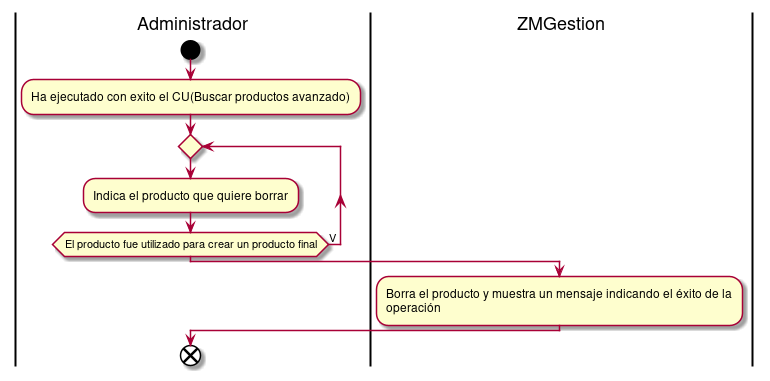 Administrador
ZMGestion
Ha ejecutado con exito el CU(Buscar productos avanzado)
Indica el producto que quiere borrar
El producto fue utilizado para crear un producto final
V
Borra el producto y muestra un mensaje indicando el éxito de la
operación